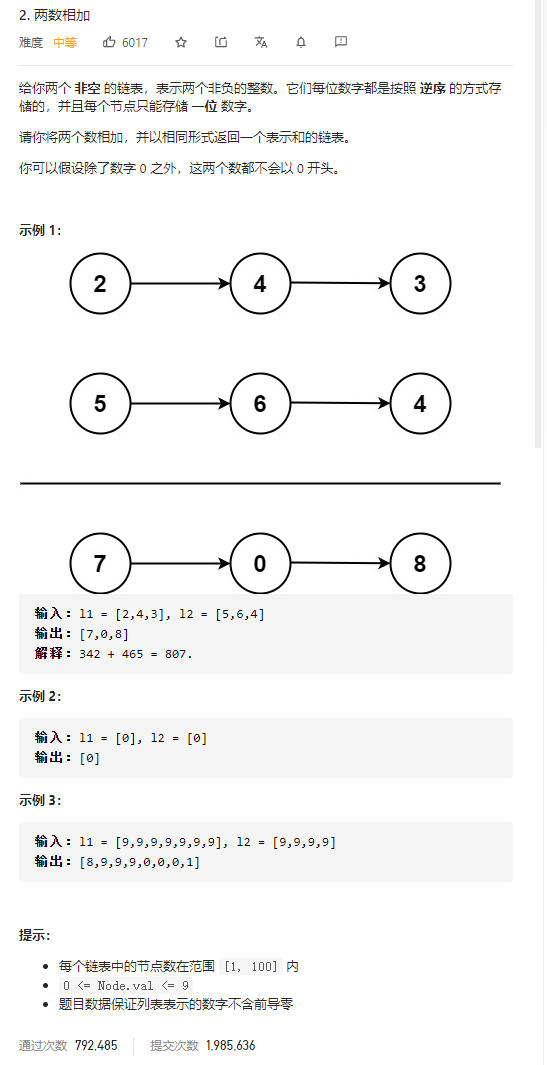 2. 两数相加
难度 中等 6017
给你两个 非空 的链表，表示两个非负的整数。它们每位数字都是按照 逆序 的方式存
储的，并且每个节点只能存储 一位 数字。
请你将两个数相加，并以相同形式返回一个表示和的链表。
你可以假设除了数字 0 之外，这两个数都不会以 0 开头。
示例 1：
2 4 3
5 6 4
7 0 8
输入：l1 = [2,4,3], l2 = [5,6,4]
输出：[7,0,8]
解释：342 + 465 = 807.
示例 2：
输入：l1 = [0], l2 = [0]
输出：[0]
示例 3：
输入：l1 = [9,9,9,9,9,9,9], l2 = [9,9,9,9]
输出：[8,9,9,9,0,0,0,1]
提示：
每个链表中的节点数在范围 [1, 100] 内
0 <= Node.val <= 9
题目数据保证列表表示的数字不含前导零
通过次数 792,485 提交次数 1,985,636